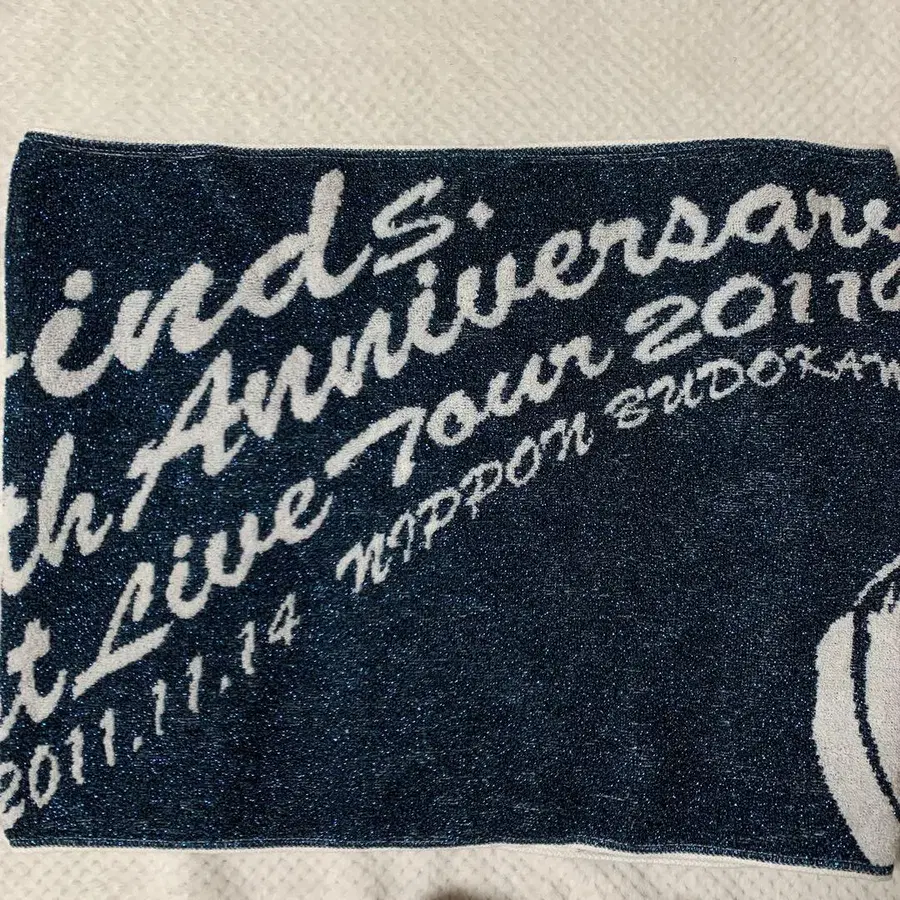 inds.
th Anniversary
t Live Tour 2011
2011.11.14 NIPPON BUDOKAN